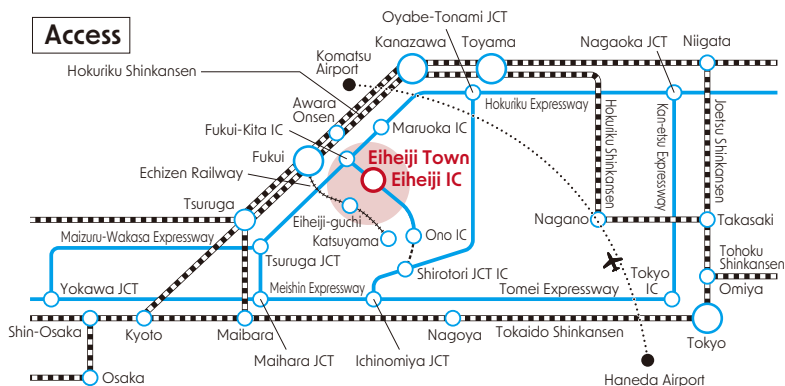 Access
Oyabe-Tonami JCT
Kanazawa
Toyama
Nagaoka JCT
Niigata
Komatsu
Airport
Hokuriku Shinkansen
Awara
Onsen
Hokuriku Expressway
Maruoka IC
Fukui-Kita IC
Hokuriku Shinkansen
Kan-etsu Expressway
Joetsu Shinkansen
Fukui
Eiheiji Town
Eiheiji IC
Echizen Railway
Tsuruga
Eiheiji-guchi
Katsuyama
Ono IC
Nagano
Takasaki
Maizuru-Wakasa Expressway
Tsuruga JCT
Shirotori JCT IC
Tohoku
Shinkansen
Tokyo
IC
Omiya
Yokawa JCT
Meishin Expressway
Tomei Expressway
Shin-Osaka
Kyoto
Maibara
Nagoya
Tokaido Shinkansen
Tokyo
Maihara JCT
Ichinomiya JCT
Haneda Airport
Osaka